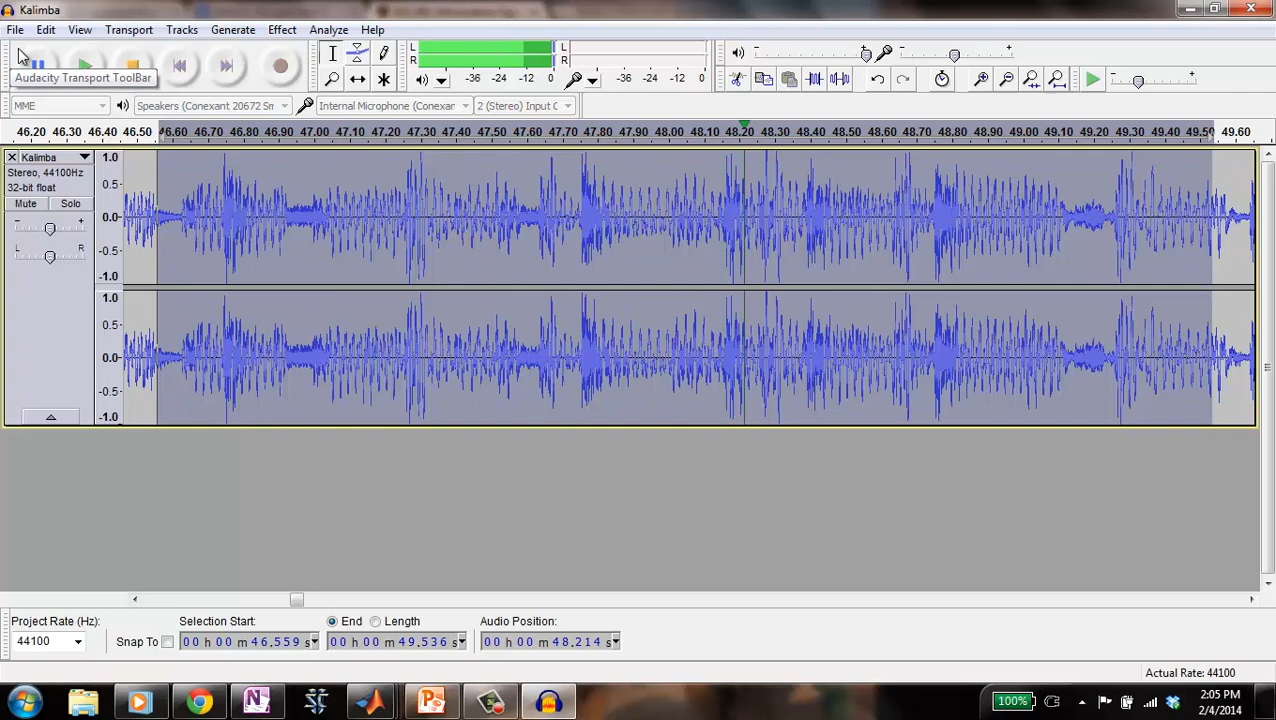 Kalimba
File Edit View Transport Tracks Generate Effect Analyze Help
Audacity Transport ToolBar
L
R
-36 -24 -12 0
L
R
-36 -24 -12 0
- +
- +
- +
MME
Speakers (Conexant 20672 Sm
Internal Microphone (Conexar
2 (Stereo) Input C
46.20 46.30 46.40 46.50 46.60 46.70 46.80 46.90 47.00 47.10 47.20 47.30 47.40 47.50 47.60 47.70 47.80 47.90 48.00 48.10 48.20 48.30 48.40 48.50 48.60 48.70 48.80 48.90 49.00 49.10 49.20 49.30 49.40 49.50 49.60
Kalimba
Stereo, 44100Hz
32-bit float
Mute Solo
- +
L R
1.0
0.5
0.0
-0.5
-1.0
1.0
0.5
0.0
-0.5
-1.0
Project Rate (Hz):
44100
Snap To
Selection Start:
00 h 00 m 46.559 s
End Length
00 h 00 m 49.536 s
Audio Position:
00 h 00 m 48.214 s
Actual Rate: 44100
100%
2:05 PM
2/4/2014